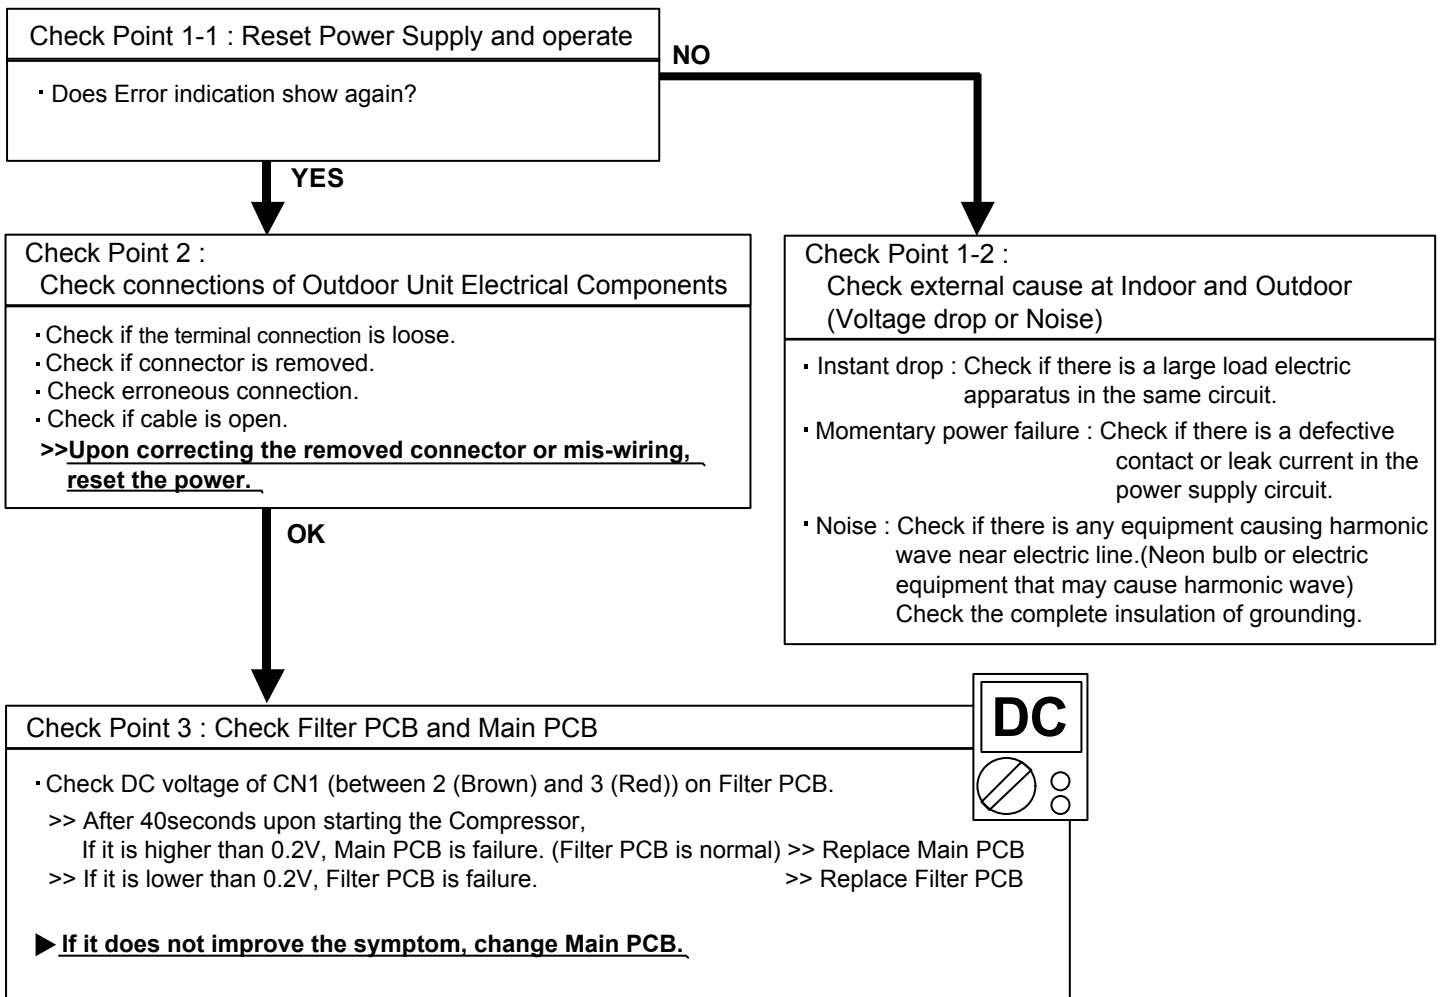 Check Point 1-1 : Reset Power Supply and operate
NO
・Does Error indication show again?
YES
Check Point 2 :
Check connections of Outdoor Unit Electrical Components
・Check if the terminal connection is loose.
・Check if connector is removed.
・Check erroneous connection.
・Check if cable is open.
>>Upon correcting the removed connector or mis-wiring,
reset the power.
OK
Check Point 1-2 :
Check external cause at Indoor and Outdoor
(Voltage drop or Noise)
・Instant drop : Check if there is a large load electric
apparatus in the same circuit.
・Momentary power failure : Check if there is a defective
contact or leak current in the
power supply circuit.
・Noise : Check if there is any equipment causing harmonic
wave near electric line.(Neon bulb or electric
equipment that may cause harmonic wave)
Check the complete insulation of grounding.
Check Point 3 : Check Filter PCB and Main PCB
DC
・Check DC voltage of CN1 (between 2 (Brown) and 3 (Red)) on Filter PCB.
>> After 40seconds upon starting the Compressor,
If it is higher than 0.2V, Main PCB is failure. (Filter PCB is normal) >> Replace Main PCB
>> If it is lower than 0.2V, Filter PCB is failure. >> Replace Filter PCB
▶ If it does not improve the symptom, change Main PCB.